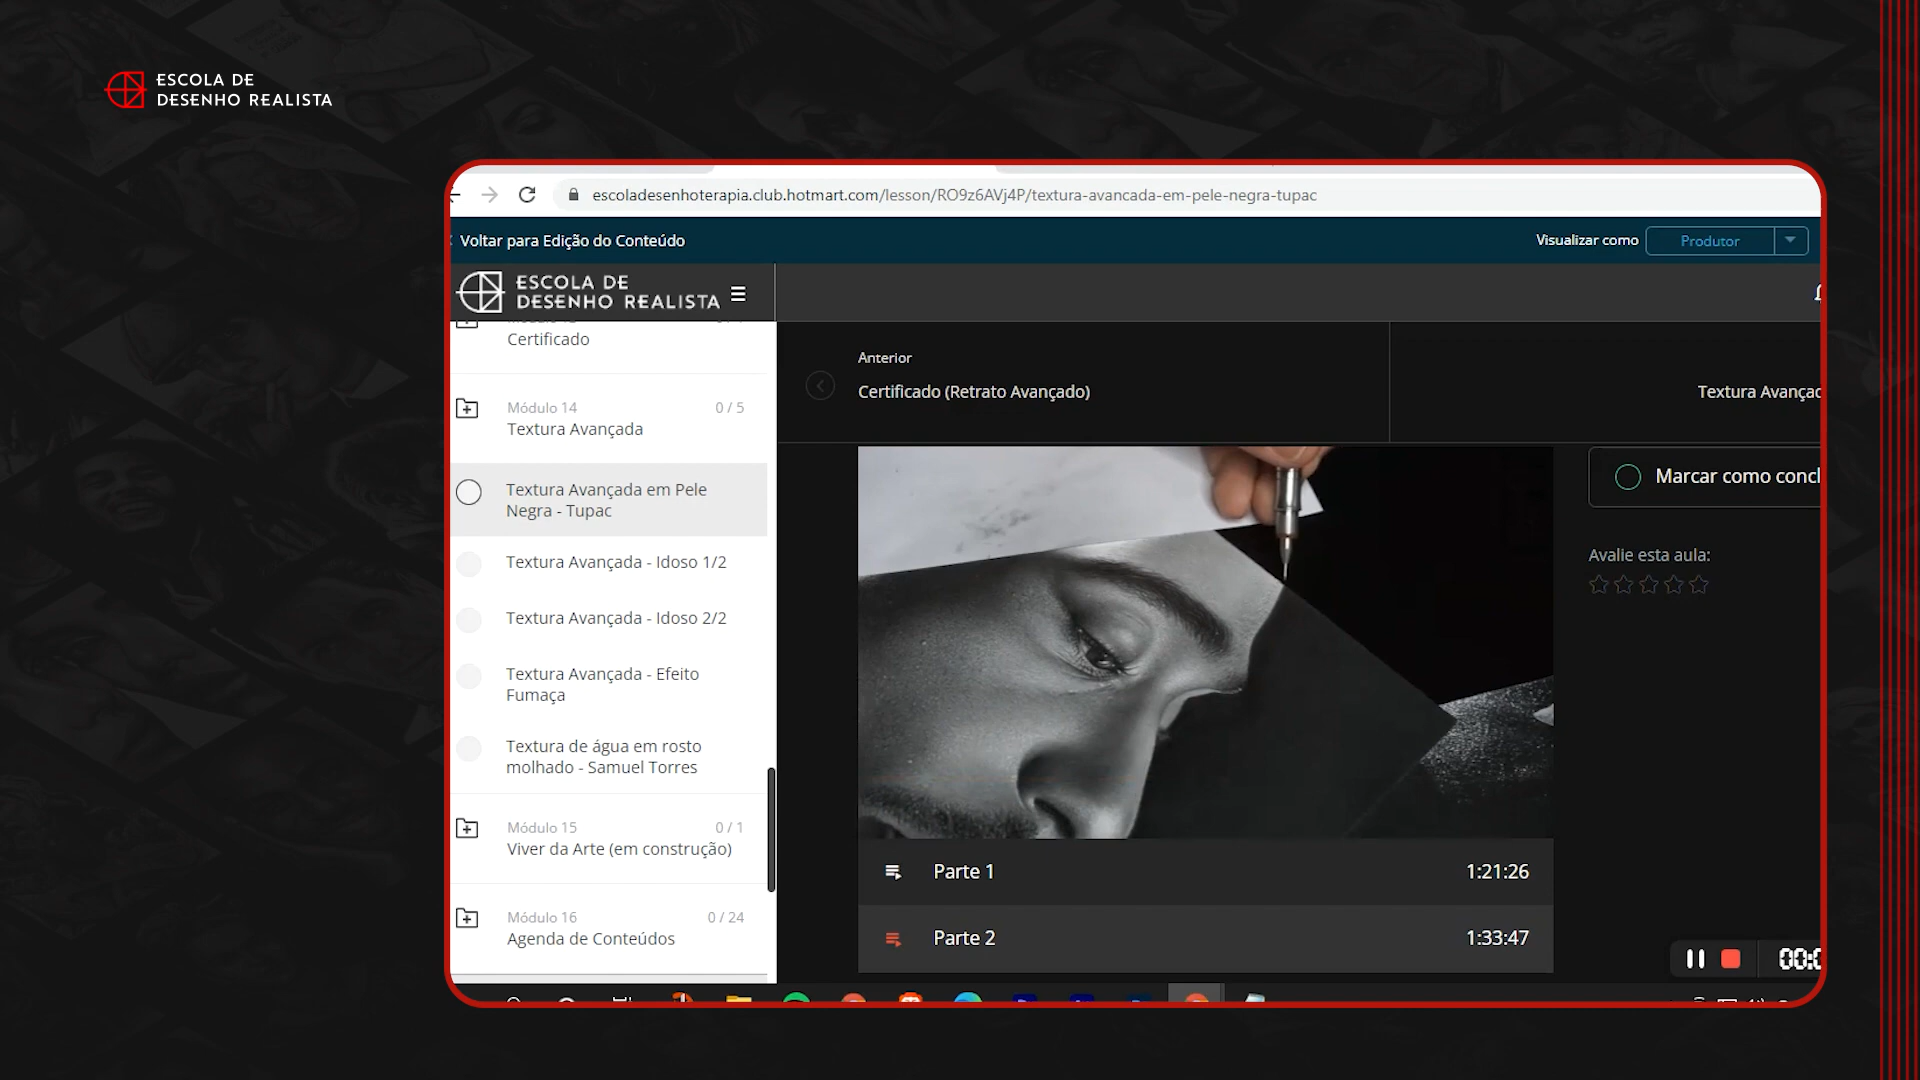 ESCOLA DE
DESENHO REALISTA
escoladesenhoterapia.club.hotmart.com/lesson/RO9z6AVj4P/textura-avancada-em-pele-negra-tupac
Voltar para Edição do Conteúdo
Visualizar como
Produtor
ESCOLA DE
DESENHO REALISTA
Certificado
Anterior
Certificado (Retrato Avançado)
Textura Avançad
Módulo 14
0 / 5
Textura Avançada
Textura Avançada em Pele
Negra - Tupac
Textura Avançada - Idoso 1/2
Textura Avançada - Idoso 2/2
Textura Avançada - Efeito
Fumaça
Textura de água em rosto
molhado - Samuel Torres
Módulo 15
0 / 1
Viver da Arte (em construção)
Módulo 16
0 / 24
Agenda de Conteúdos
Marcar como concl
Avalie esta aula:
Parte 1
1:21:26
Parte 2
1:33:47